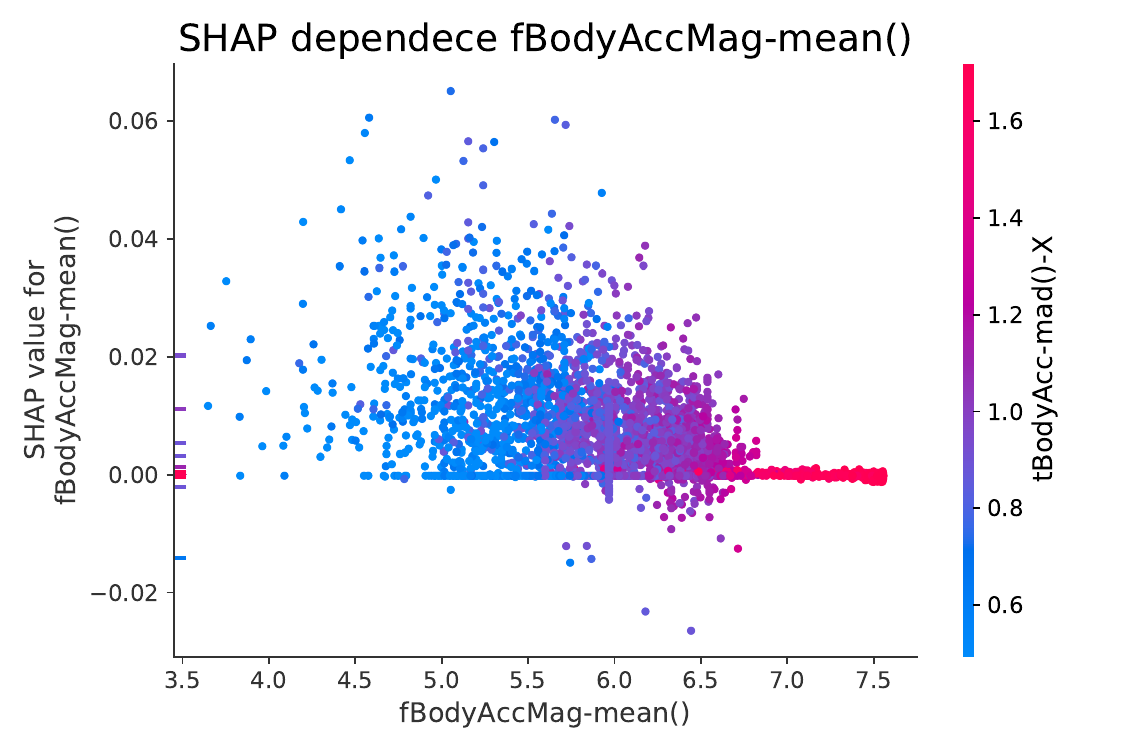 SHAP dependece fBodyAccMag-mean()
0.06
0.04
0.02
0.00
−0.02
SHAP value for
fBodyAccMag-mean()
3.5 4.0 4.5 5.0 5.5 6.0 6.5 7.0 7.5
fBodyAccMag-mean()
1.6
1.4
1.2
1.0
0.8
0.6
tBodyAcc-mad()-X